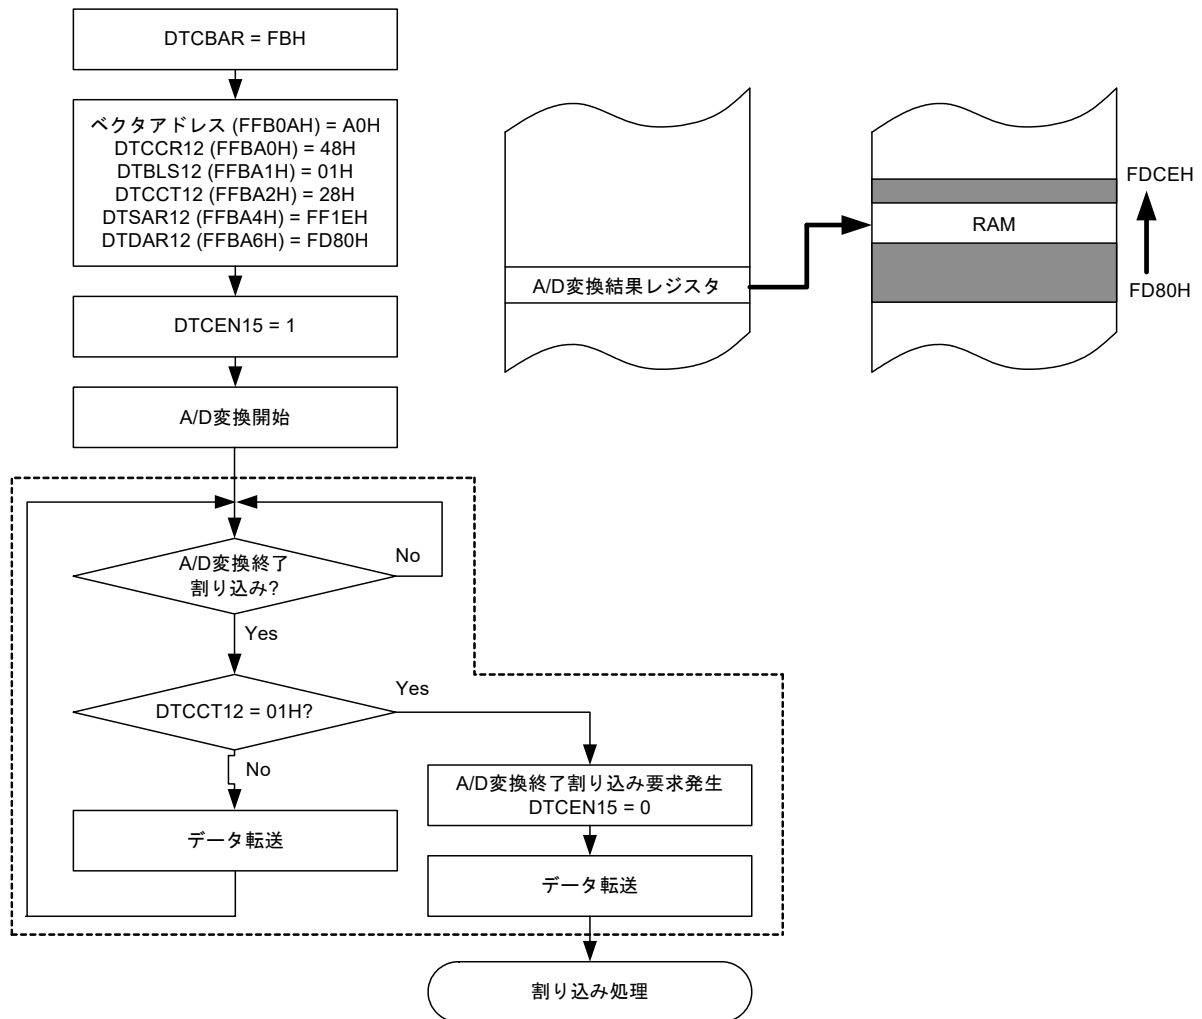 DTCBAR = FBH
ベクタアドレス (FFB0AH) = A0H
DTCCR12 (FFBA0H) = 48H
DTBLS12 (FFBA1H) = 01H
DTCCT12 (FFBA2H) = 28H
DTSAR12 (FFBA4H) = FF1EH
DTDAR12 (FFBA6H) = FD80H
DTCEN15 = 1
A/D変換開始
A/D変換終了
割り込み?
No
Yes
DTCCT12 = 01H?
Yes
No
データ転送
A/D変換終了割り込み要求発生
DTCEN15 = 0
データ転送
割り込み処理
A/D変換結果レジスタ
RAM
FDCEH
FD80H